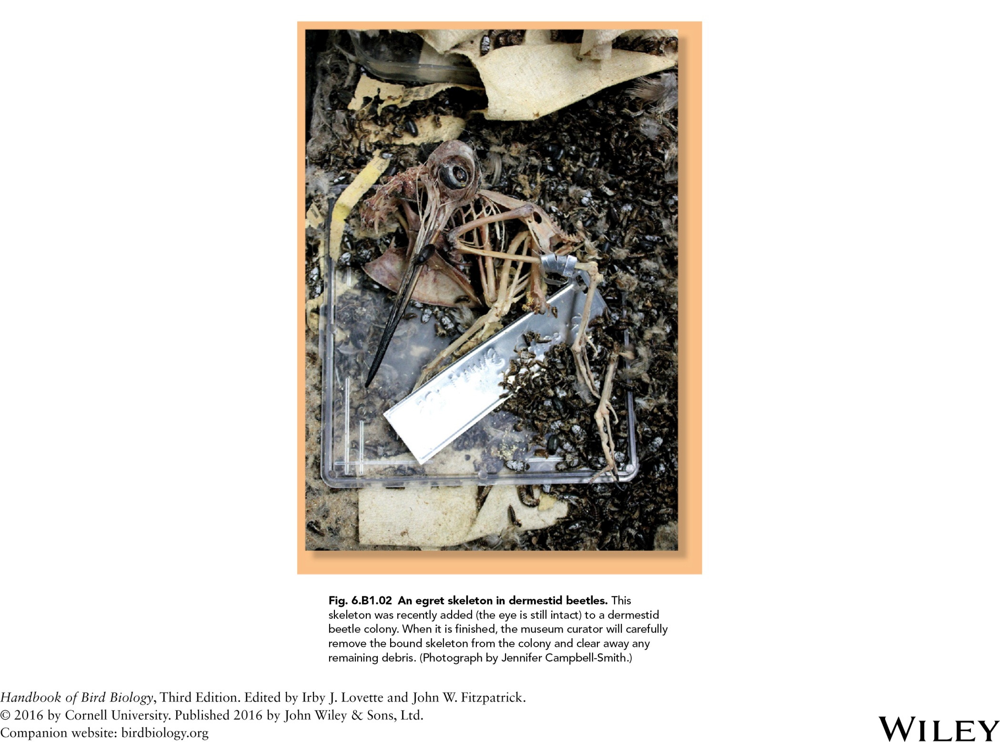 Fig. 6.B1.02 An egret skeleton in dermestid beetles. This
skeleton was recently added (the eye is still intact) to a dermestid
beetle colony. When it is finished, the museum curator will carefully
remove the bound skeleton from the colony and clear away any
remaining debris. (Photograph by Jennifer Campbell-Smith.)
Handbook of Bird Biology, Third Edition. Edited by Irby J. Lovette and John W. Fitzpatrick.
© 2016 by Cornell University. Published 2016 by John Wiley & Sons, Ltd.
Companion website: birdbiology.org
WILEY